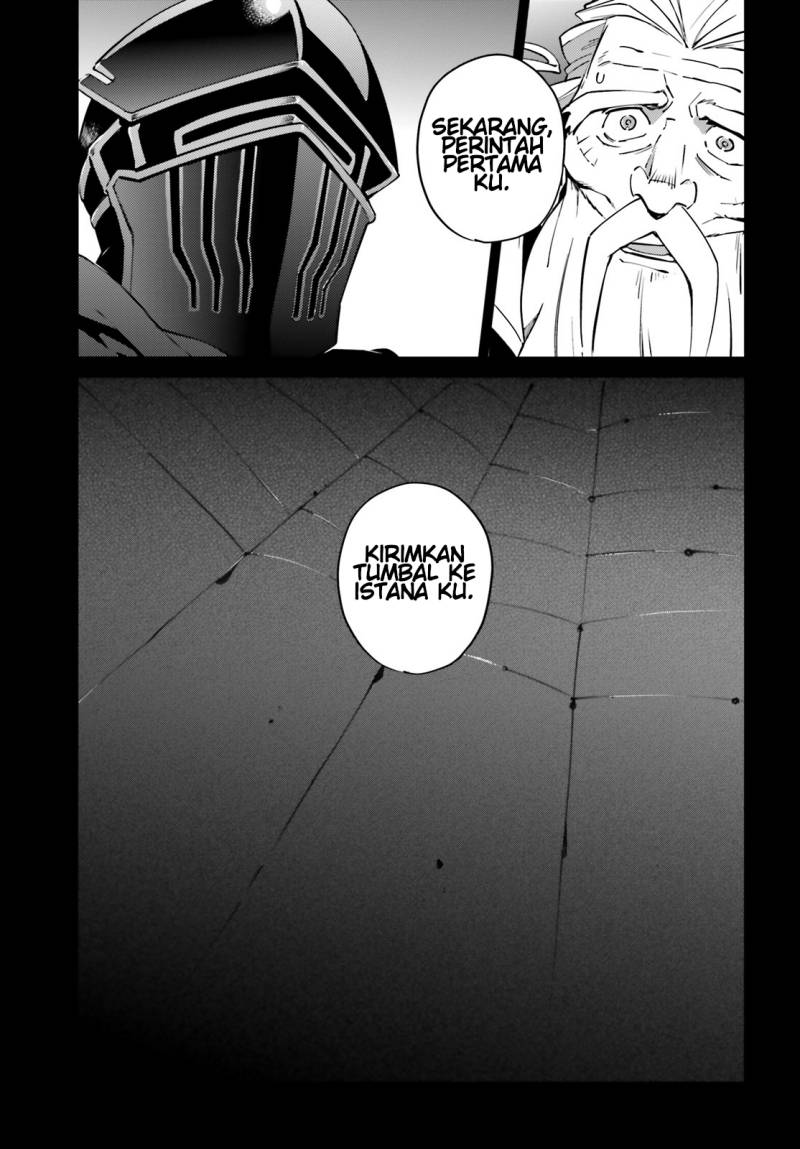 SEKARANG,
PERINTAH
PERTAMA
KU.
KIRIMKAN
TUMBAL KE
ISTANA KU.